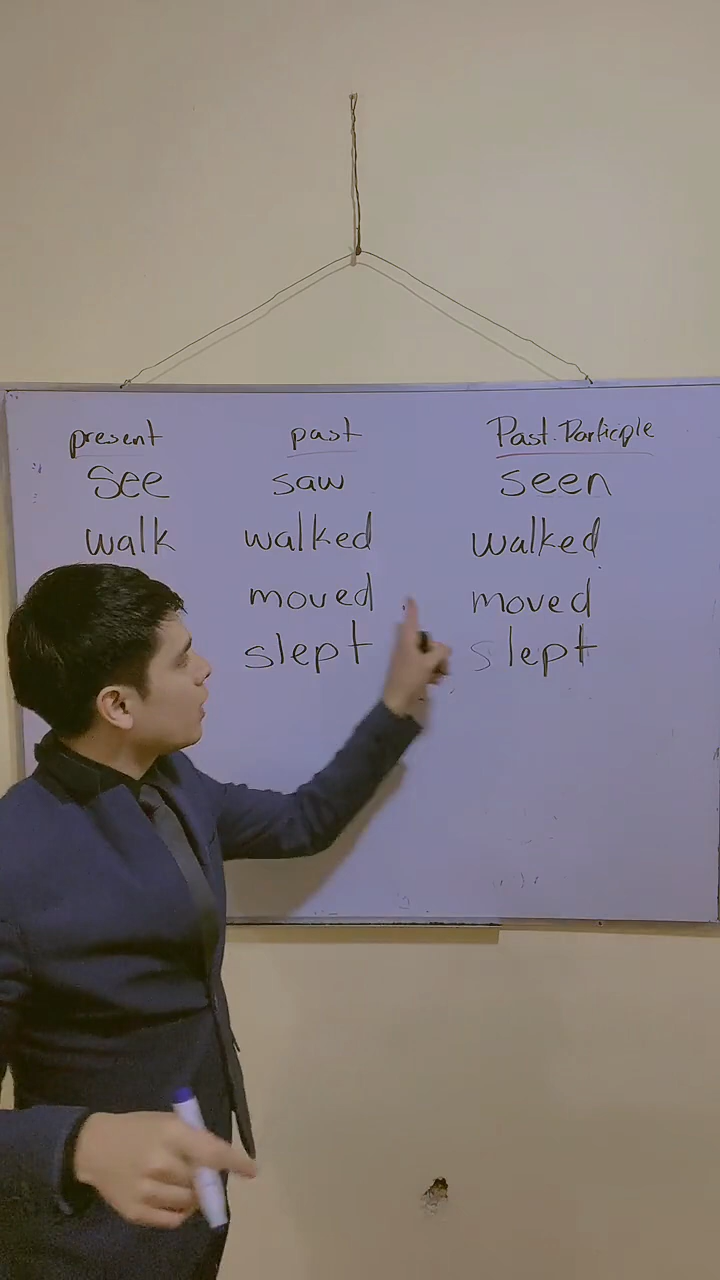 present past Past. Participle
see saw seen
walk walked walked
moved moved
slept slept